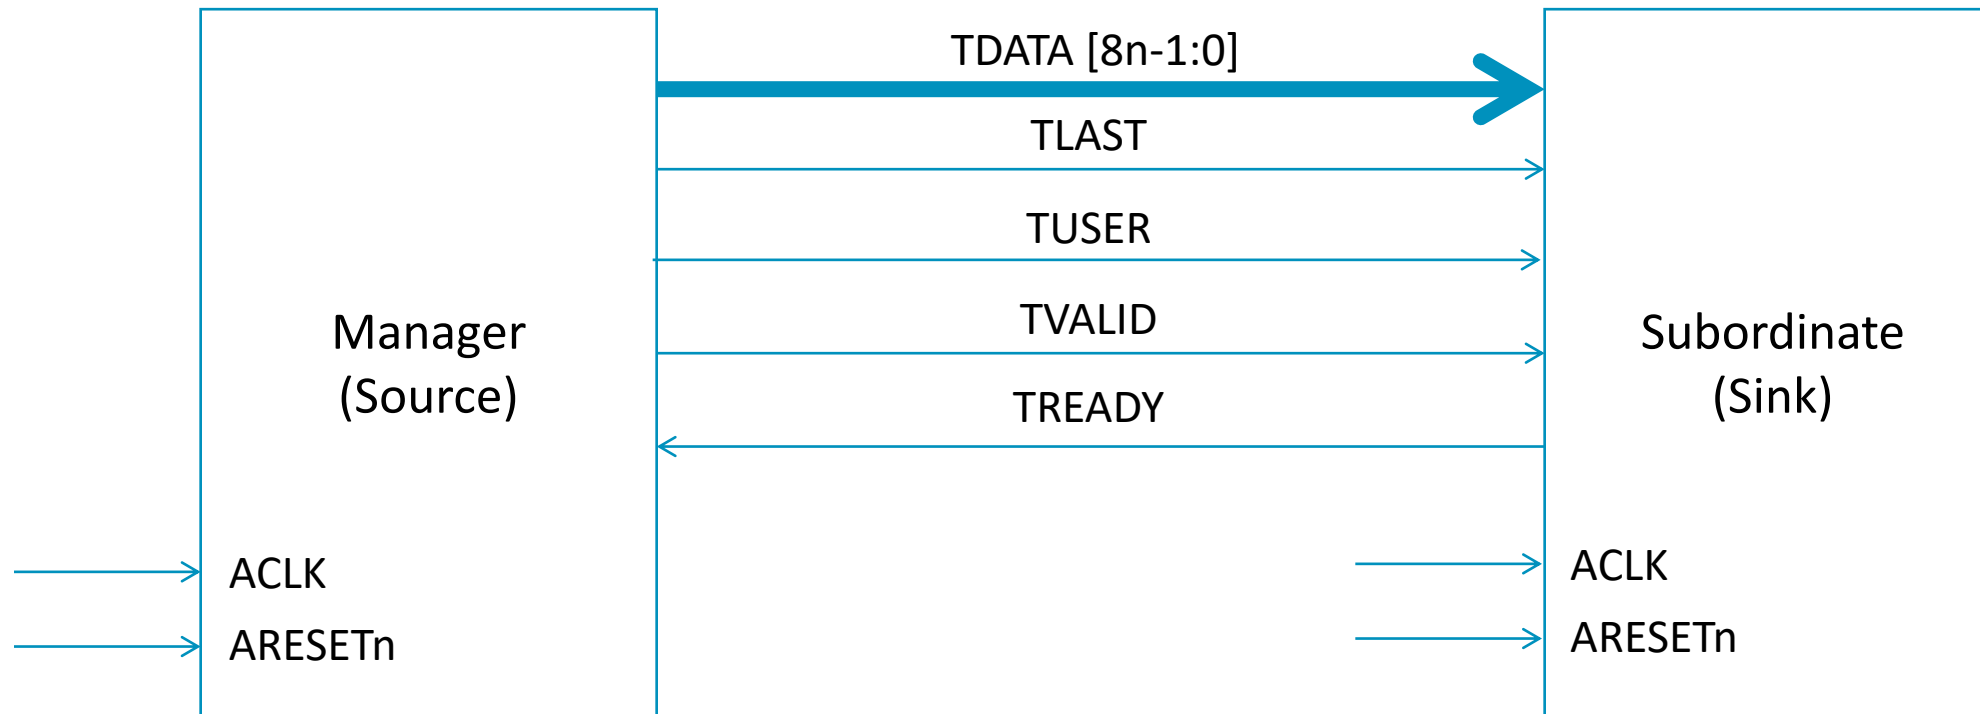 TDATA [8n-1:0]
TLAST
TUSER
TVALID
TREADY
Manager
(Source)
Subordinate
(Sink)
ACLK
ARESETn
ACLK
ARESETn